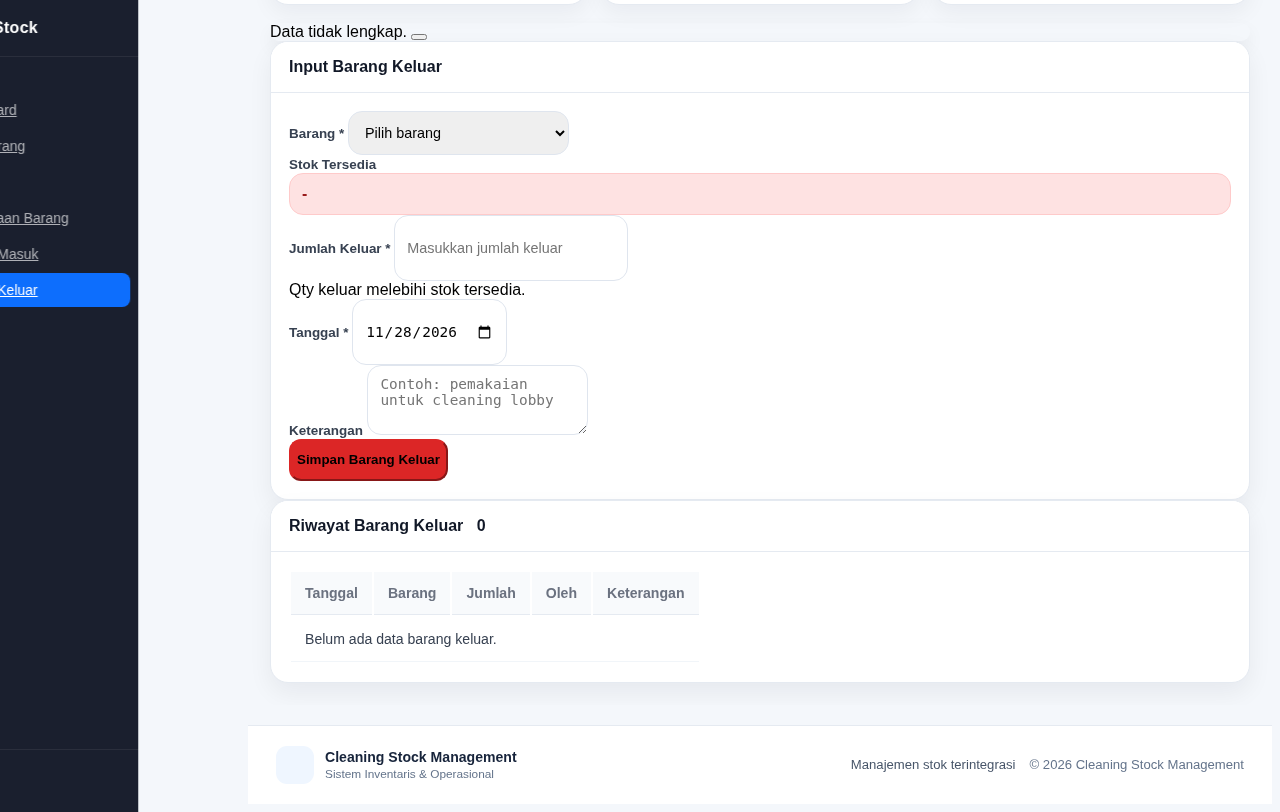 Stock
ard
rang
aan Barang
Masuk
Keluar
Data tidak lengkap.
Input Barang Keluar
Barang * Pilih barang
Stok Tersedia
-
Jumlah Keluar * Masukkan jumlah keluar
Qty keluar melebihi stok tersedia.
Tanggal * 11/28/2026
Contoh: pemakaian
untuk cleaning lobby
Keterangan
Simpan Barang Keluar
Riwayat Barang Keluar 0
Tanggal Barang Jumlah Oleh Keterangan
Belum ada data barang keluar.
Cleaning Stock Management
Sistem Inventaris & Operasional
Manajemen stok terintegrasi © 2026 Cleaning Stock Management